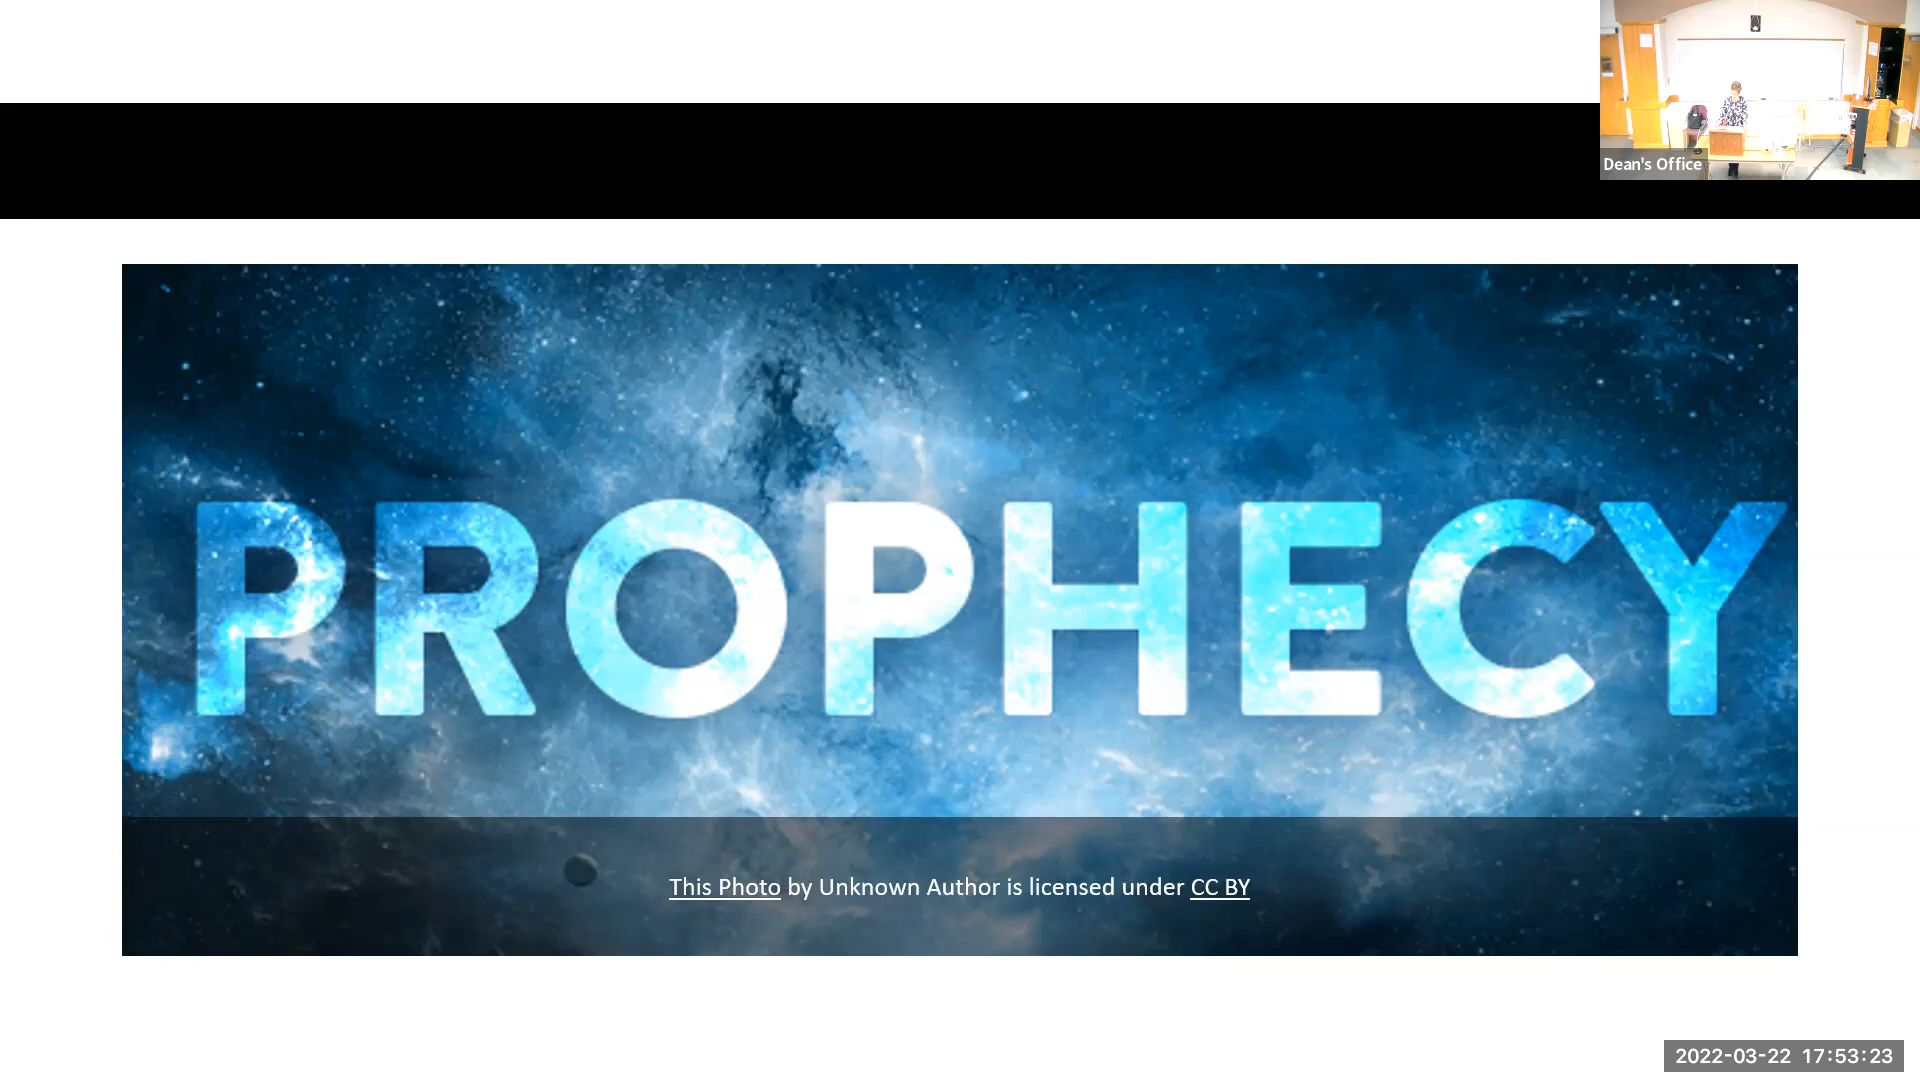 Dean's Office
PROPHECY
This Photo by Unknown Author is licensed under CC BY
2022-03-22 17:53:23